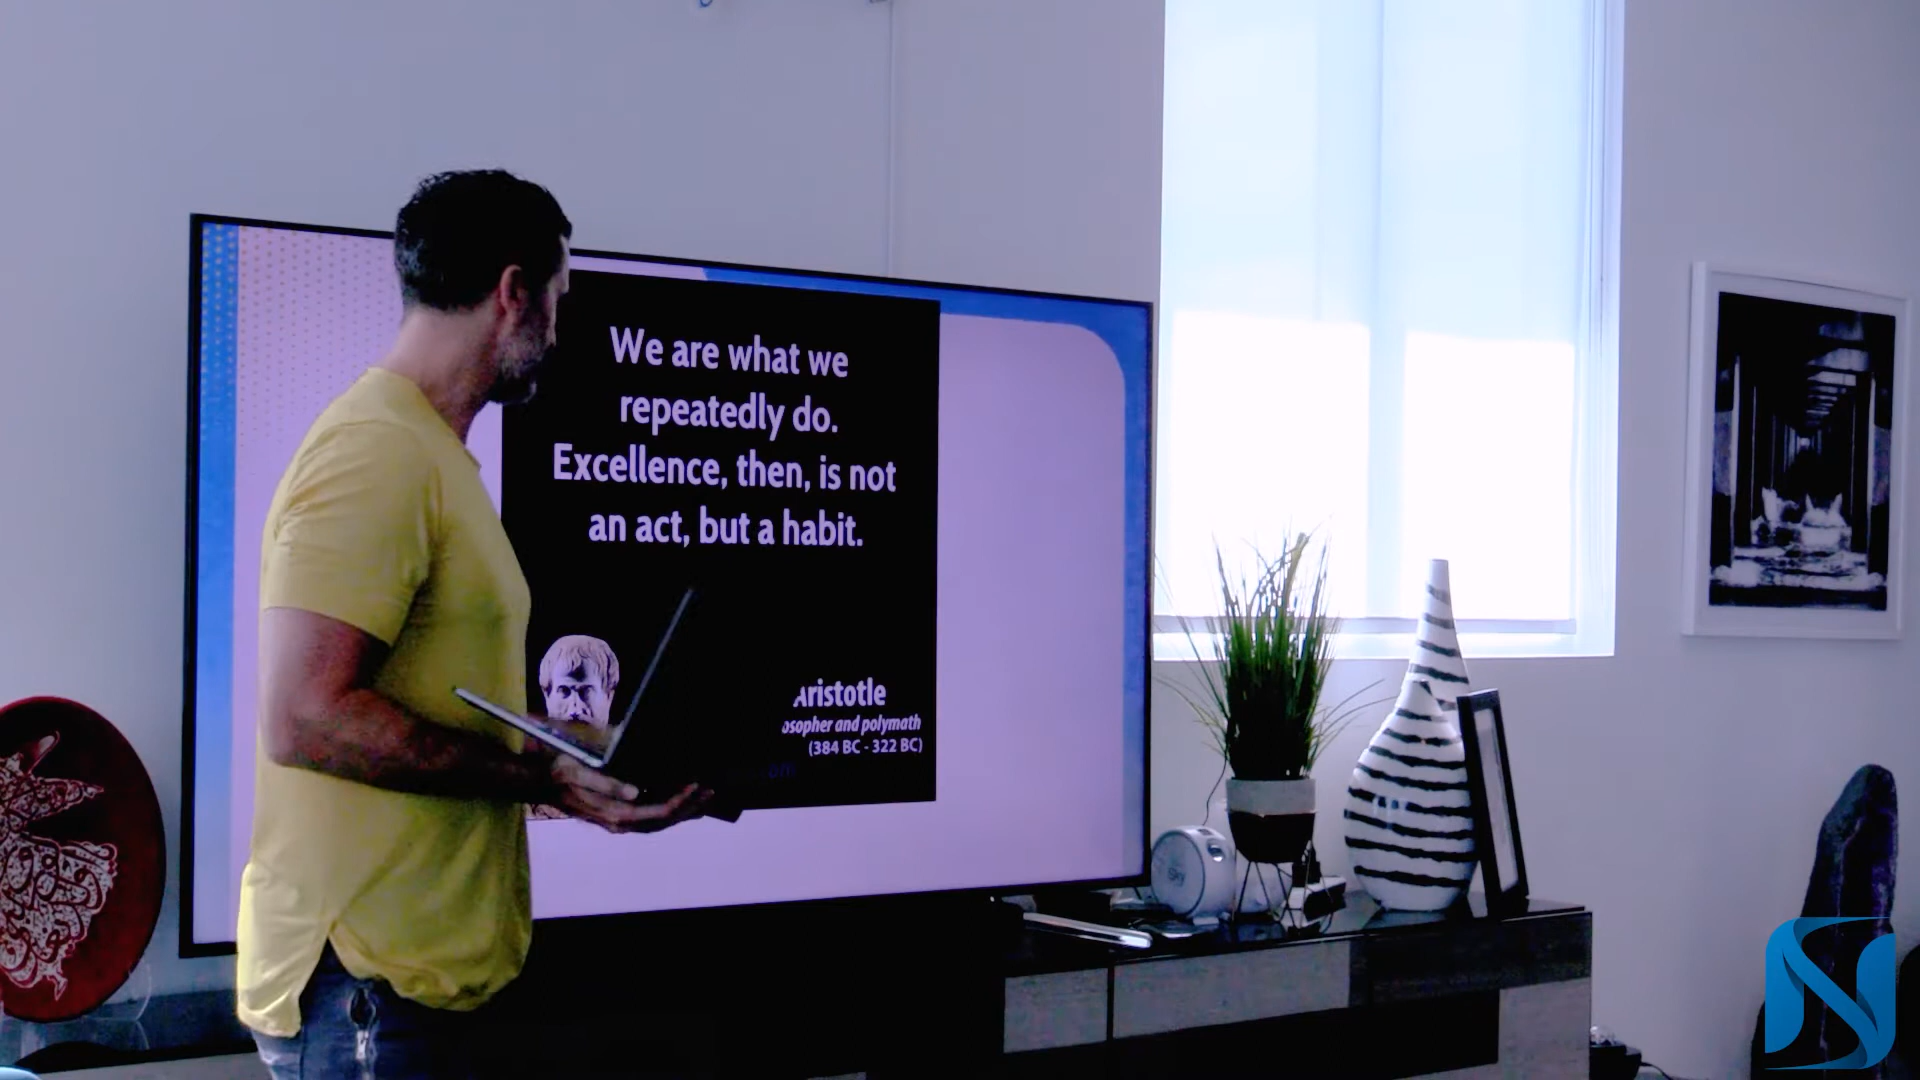 We are what we
repeatedly do.
Excellence, then, is not
an act, but a habit.
Aristotle
osopher and polymath
(384 BC - 322 BC)